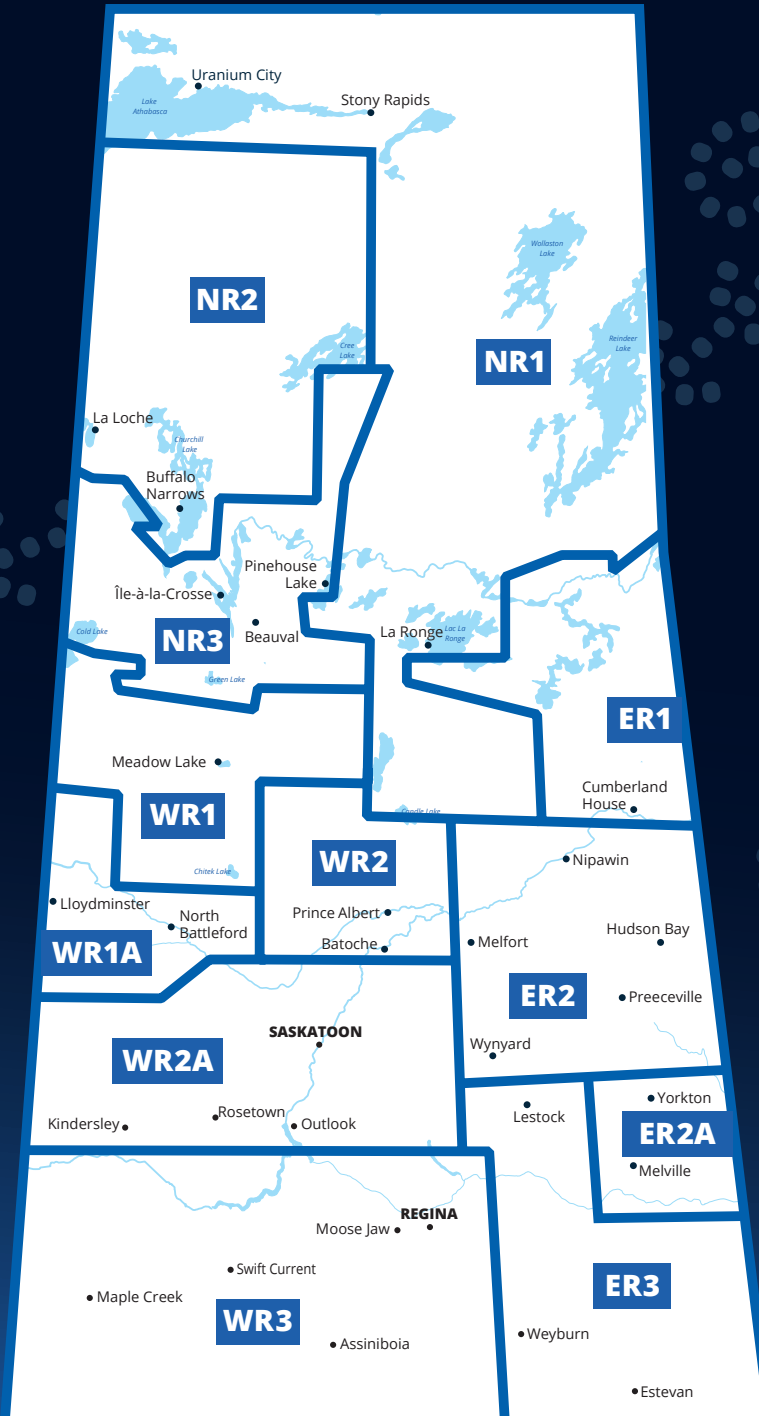 Uranium City
Lake
Athabasca
Stony Rapids
Wollaston
Lake
NR2
Cree
Lake
NR1
Reindeer
Lake
La Loche
Churchill
Lake
Buffalo
Narrows
Pinehouse
Lake
Île-à-la-Crosse
Cold Lake
NR3
Beauval
La Ronge
Lac La
Ronge
Green Lake
ER1
Meadow Lake
Cumberland
House
WR1
Candle Lake
WR2
Nipawin
Chitek Lake
Lloydminster
North
Battleford
Prince Albert
Batoche
Melfort
Hudson Bay
WR1A
ER2
Preeceville
SASKATOON
WR2A
Wynyard
Kindersley
Rosetown
Outlook
Lestock
Yorkton
ER2A
Melville
REGINA
Moose Jaw
Swift Current
Maple Creek
WR3
ER3
Assiniboia
Weyburn
Estevan